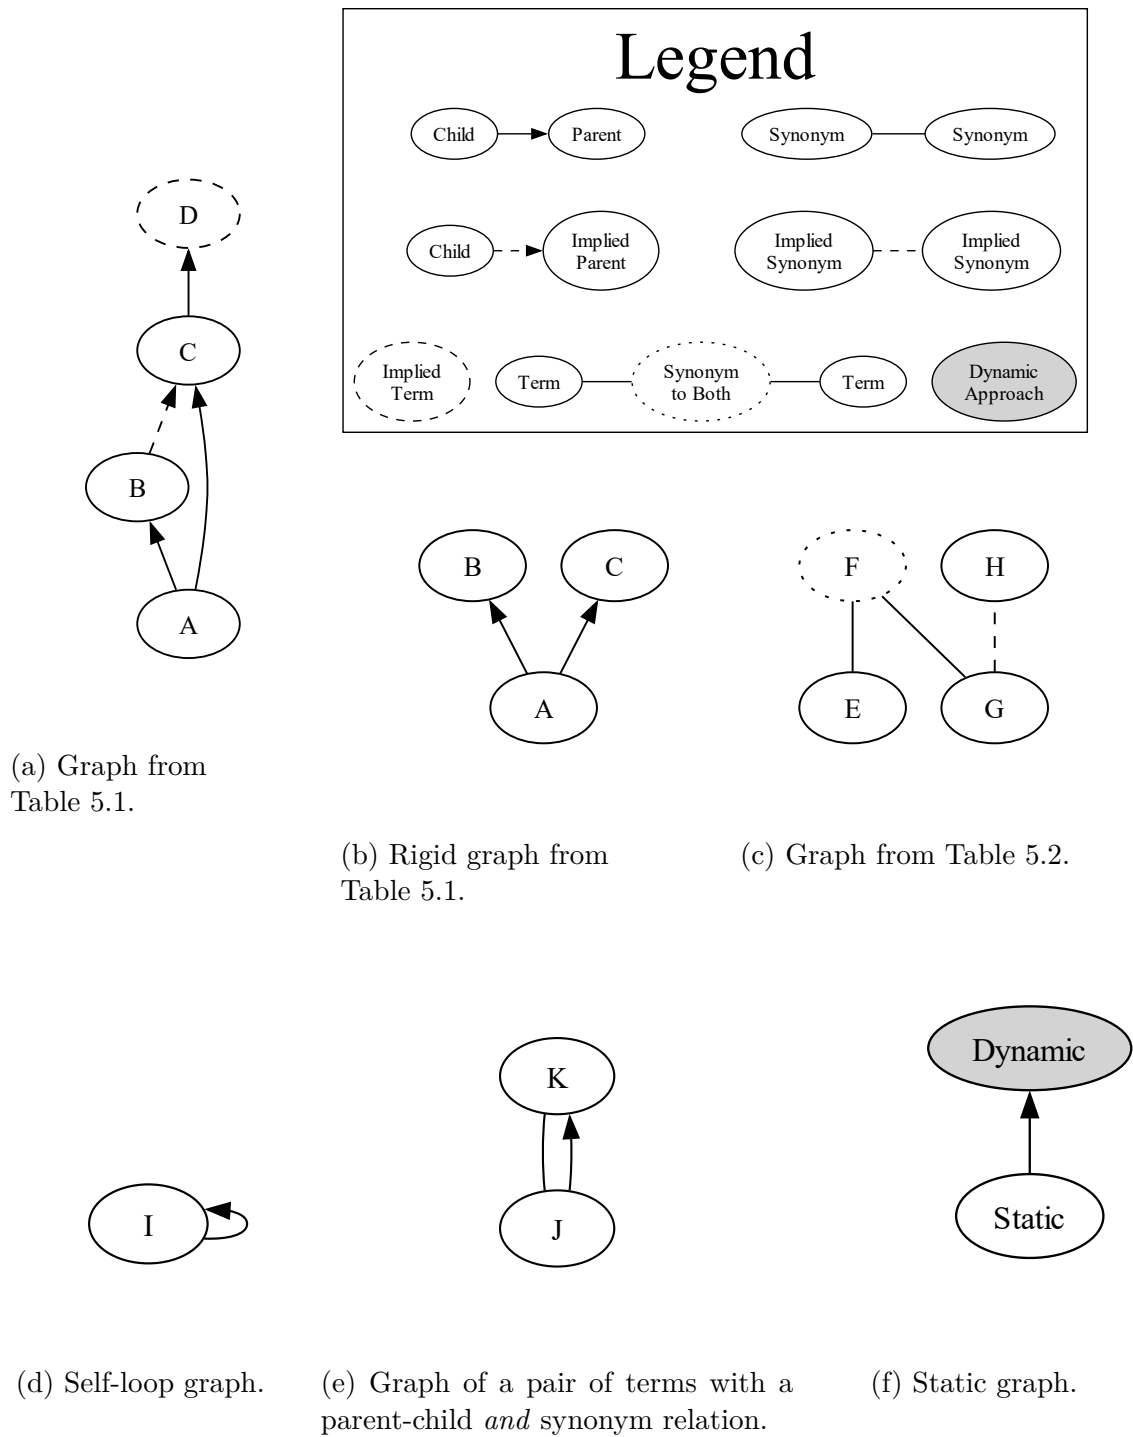 Legend
Child
Parent
Synonym
Synonym
Child
Implied
Parent
Implied
Synonym
Implied
Synonym
Implied
Term
Term
Synonym
to Both
Term
Dynamic
Approach
D
C
B
A
(a) Graph from
Table 5.1.
B
C
A
(b) Rigid graph from
Table 5.1.
F
H
E
G
(c) Graph from Table 5.2.
I
(d) Self-loop graph.
K
J
(e) Graph of a pair of terms with a
parent-child and synonym relation.
Dynamic
Static
(f) Static graph.